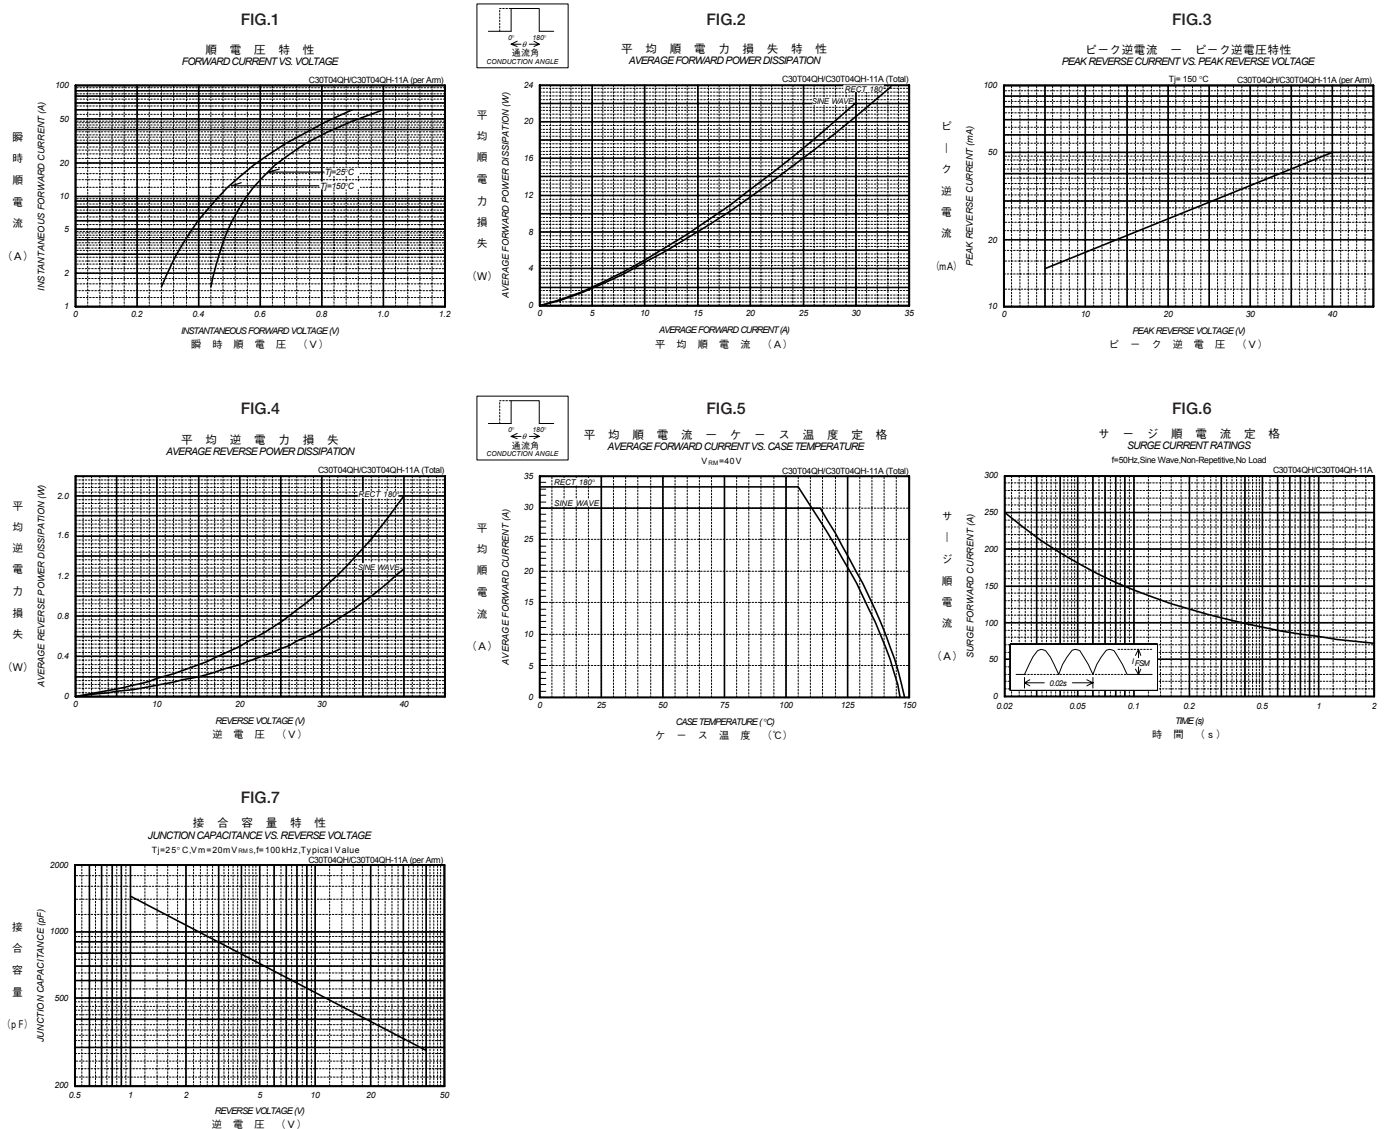 FIG.1
順 電 圧 特 性
FORWARD CURRENT VS. VOLTAGE
C30T04QH/C30T04QH-11A (per Arm)
瞬 時 順 電 流 (A)
INSTANTANEOUS FORWARD CURRENT (A)
100
50
20
10
5
2
1
Tj=25°C
Tj=150°C
0 0.2 0.4 0.6 0.8 1.0 1.2
INSTANTANEOUS FORWARD VOLTAGE (V)
瞬 時 順 電 圧 (V)
0° 180°
θ
通流角
CONDUCTION ANGLE
FIG.2
平 均 順 電 力 損 失 特 性
AVERAGE FORWARD POWER DISSIPATION
C30T04QH/C30T04QH-11A (Total)
平 均 順 電 力 損 失 (W)
AVERAGE FORWARD POWER DISSIPATION (W)
24
20
16
12
8
4
0
RECT 180°
SINE WAVE
0 5 10 15 20 25 30 35
AVERAGE FORWARD CURRENT (A)
平 均 順 電 流 (A)
FIG.3
ピーク逆電流 ー ピーク逆電圧特性
PEAK REVERSE CURRENT VS. PEAK REVERSE VOLTAGE
Tj= 150 °C
C30T04QH/C30T04QH-11A (per Arm)
ピ ー ク 逆 電 流 (mA)
PEAK REVERSE CURRENT (mA)
100
50
20
10
0 10 20 30 40
PEAK REVERSE VOLTAGE (V)
ピ ー ク 逆 電 圧 (V)
FIG.4
平 均 逆 電 力 損 失
AVERAGE REVERSE POWER DISSIPATION
C30T04QH/C30T04QH-11A (Total)
平 均 逆 電 力 損 失 (W)
AVERAGE REVERSE POWER DISSIPATION (W)
2.0
1.6
1.2
0.8
0.4
0
RECT 180°
SINE WAVE
0 10 20 30 40
REVERSE VOLTAGE (V)
逆 電 圧 (V)
0° 180°
θ
通流角
CONDUCTION ANGLE
FIG.5
平 均 順 電 流 ー ケ ー ス 温 度 定 格
AVERAGE FORWARD CURRENT VS. CASE TEMPERATURE
VRM=40V
C30T04QH/C30T04QH-11A (Total)
平 均 順 電 流 (A)
AVERAGE FORWARD CURRENT (A)
35
30
25
20
15
10
5
0
RECT 180°
SINE WAVE
0 25 50 75 100 125 150
CASE TEMPERATURE (°C)
ケ ー ス 温 度 (℃)
FIG.6
サ ー ジ 順 電 流 定 格
SURGE CURRENT RATINGS
f=50Hz,Sine Wave,Non-Repetitive,No Load
C30T04QH/C30T04QH-11A
サ ー ジ 順 電 流 (A)
SURGE FORWARD CURRENT (A)
300
250
200
150
100
50
0
IFSM
0.02s
0.02 0.05 0.1 0.2 0.5 1 2
TIME (s)
時 間 (s)
FIG.7
接 合 容 量 特 性
JUNCTION CAPACITANCE VS. REVERSE VOLTAGE
Tj=25°C,Vm=20mVRMS,f=100kHz,Typical Value
C30T04QH/C30T04QH-11A (per Arm)
接 合 容 量 (pF)
JUNCTION CAPACITANCE (pF)
2000
1000
500
200
0.5 1 2 5 10 20 50
REVERSE VOLTAGE (V)
逆 電 圧 (V)